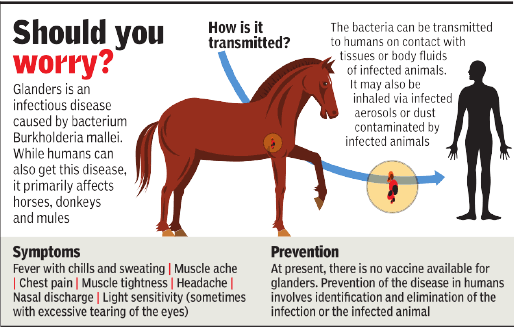 Should you
worry?
Glanders is an
infectious disease
caused by bacterium
Burkholderia mallei.
While humans can
also get this disease,
it primarily affects
horses, donkeys
and mules
How is it
transmitted?
The bacteria can be transmitted
to humans on contact with
tissues or body fluids
of infected animals.
It may also be
inhaled via infected
aerosols or dust
contaminated by
infected animals
Symptoms
Fever with chills and sweating | Muscle ache
| Chest pain | Muscle tightness | Headache |
Nasal discharge | Light sensitivity (sometimes
with excessive tearing of the eyes)
Prevention
At present, there is no vaccine available for
glanders. Prevention of the disease in humans
involves identification and elimination of the
infection or the infected animal